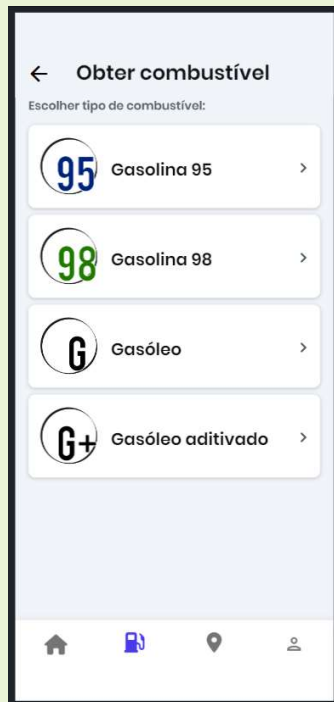 Obter combustível
Escolher tipo de combustível:
95 Gasolina 95
98 Gasolina 98
G Gasóleo
G+ Gasóleo aditivado